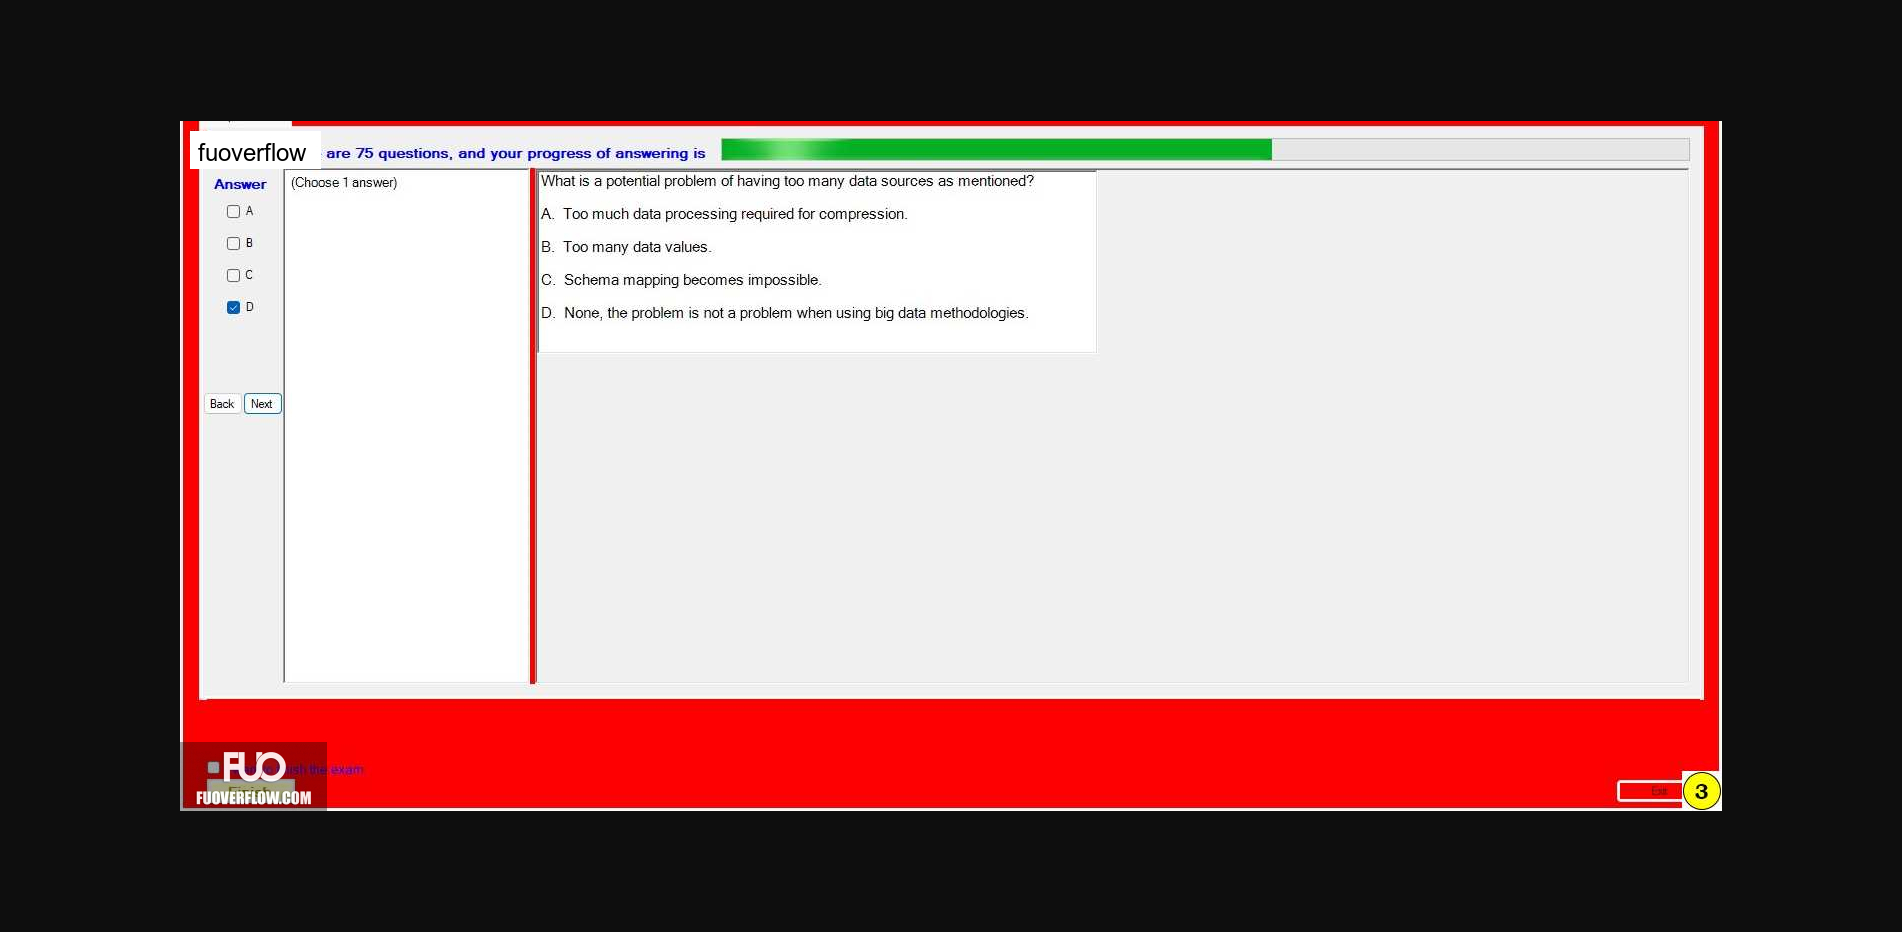 fuoverflow are 75 questions, and your progress of answering is
Answer
(Choose 1 answer)
A
B
C
D
Back Next
What is a potential problem of having too many data sources as mentioned?
A. Too much data processing required for compression.
B. Too many data values.
C. Schema mapping becomes impossible.
D. None, the problem is not a problem when using big data methodologies.
FUO
the exam
Finish
FUOVERFLOW.COM
Exit
3